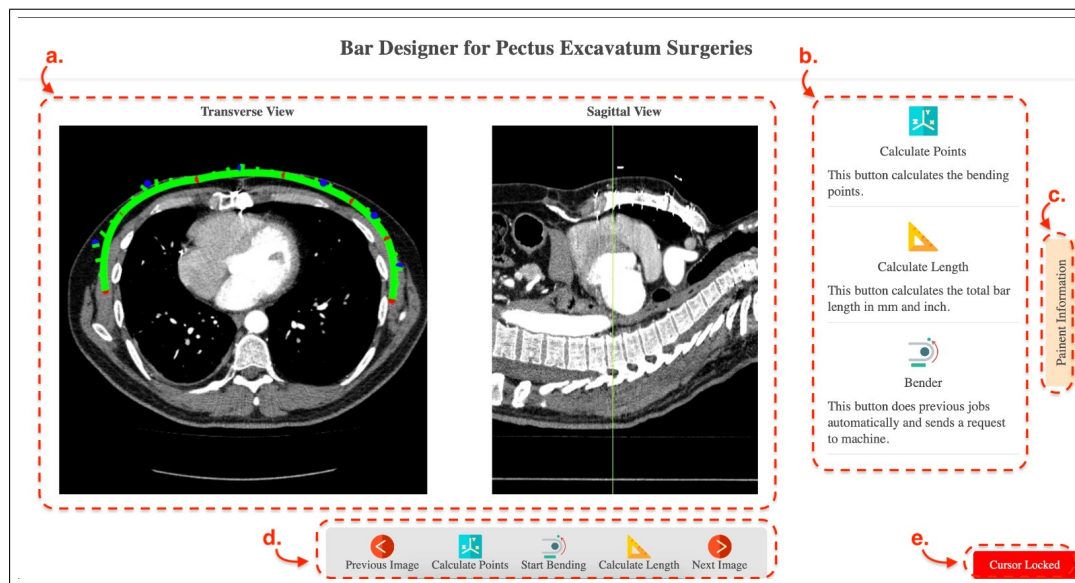 Bar Designer for Pectus Excavatum Surgeries
a.
Transverse View
Sagittal View
b.
Calculate Points
This button calculates the bending
points.
Calculate Length
This button calculates the total bar
length in mm and inch.
Bender
This button does previous jobs
automatically and sends a request
to machine.
c.
Painent Information
d.
Previous Image
Calculate Points
Start Bending
Calculate Length
Next Image
e.
Cursor Locked